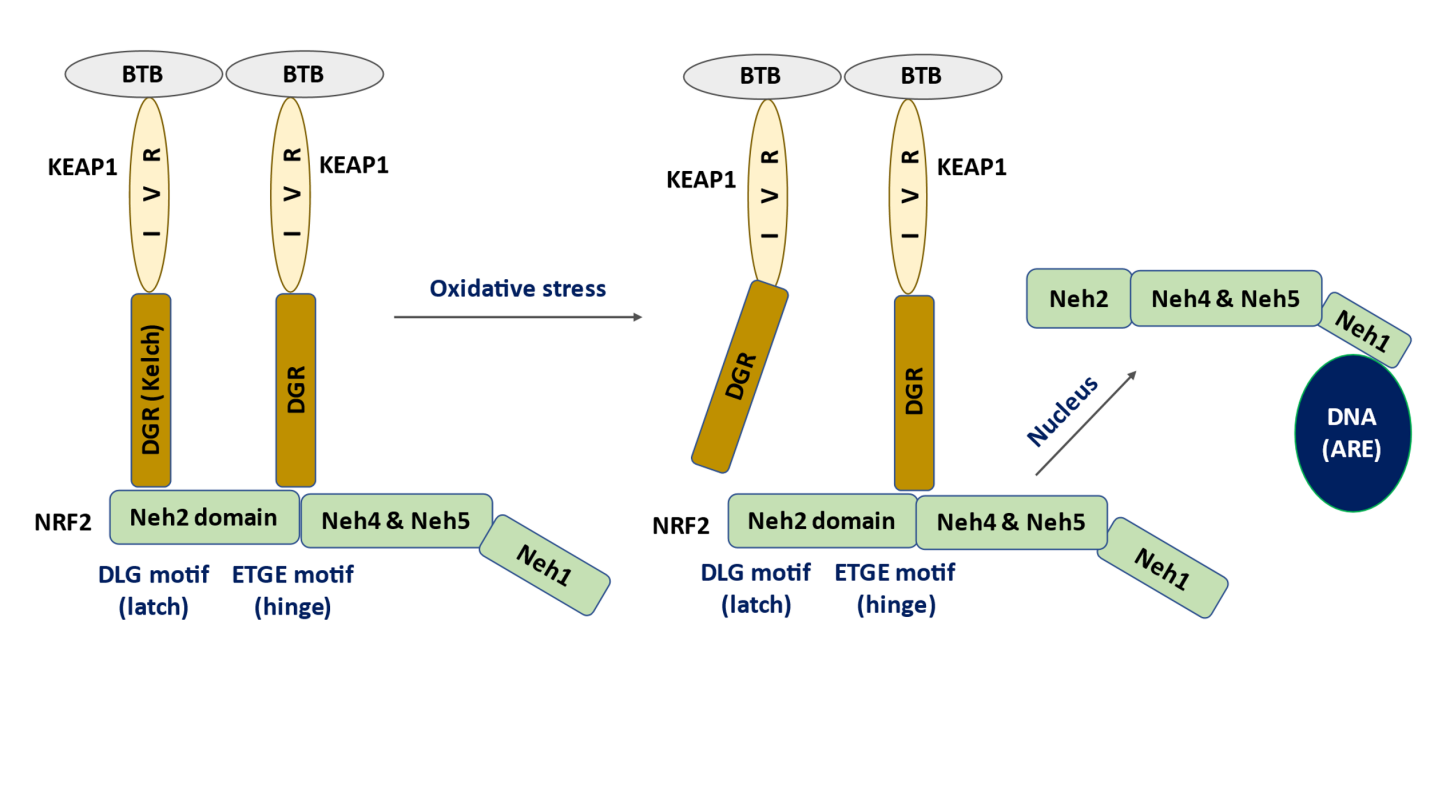 BTB
BTB
KEAP1
I V R
I V R
KEAP1
DGR (Kelch)
DGR
NRF2
Neh2 domain
Neh4 & Neh5
Neh1
DLG motif
(latch)
ETGE motif
(hinge)
Oxidative stress
BTB
BTB
KEAP1
I V R
I V R
KEAP1
DGR
DGR
NRF2
Neh2 domain
Neh4 & Neh5
Neh1
DLG motif
(latch)
ETGE motif
(hinge)
Nucleus
Neh2
Neh4 & Neh5
Neh1
DNA
(ARE)